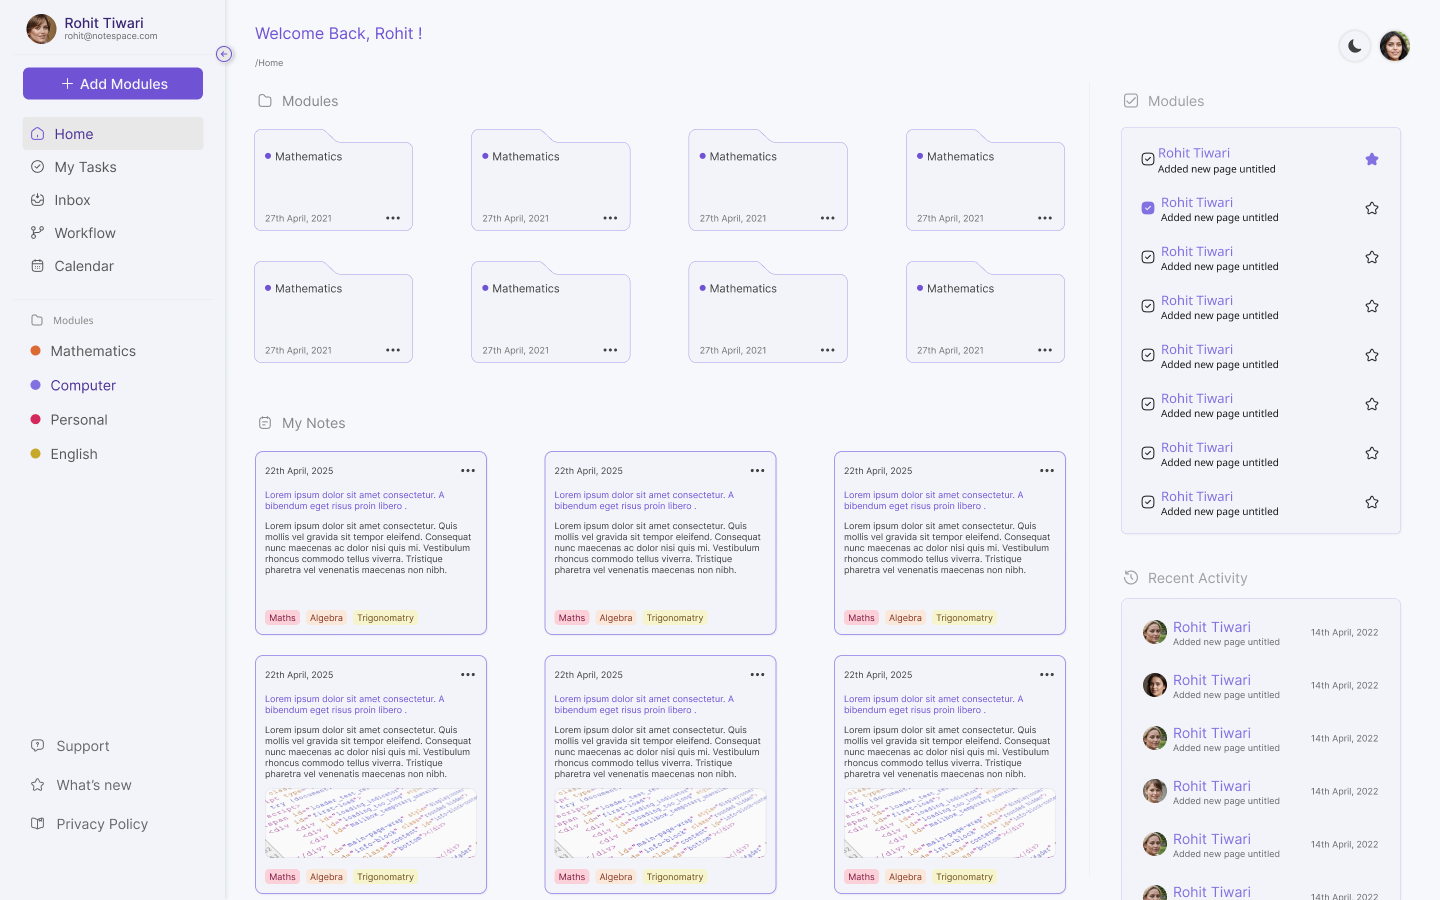 Rohit Tiwari
rohit@notespace.com
Add Modules
Home
My Tasks
Inbox
Workflow
Calendar
Modules
Mathematics
Computer
Personal
English
Support
What's new
Privacy Policy
Welcome Back, Rohit !
/Home
Modules
Mathematics
27th April, 2021
Mathematics
27th April, 2021
Mathematics
27th April, 2021
Mathematics
27th April, 2021
Mathematics
27th April, 2021
Mathematics
27th April, 2021
Mathematics
27th April, 2021
Mathematics
27th April, 2021
My Notes
22th April, 2025
Lorem ipsum dolor sit amet consectetur. A
bibendum eget risus proin libero .
Lorem ipsum dolor sit amet consectetur. Quis
mollis vel gravida sit tempor eleifend. Consequat
nunc maecenas ac dolor nisi quis mi. Vestibulum
rhoncus commodo tellus viverra. Tristique
pharetra vel venenatis maecenas non nibh.
Maths Algebra Trigonomatry
22th April, 2025
Lorem ipsum dolor sit amet consectetur. A
bibendum eget risus proin libero .
Lorem ipsum dolor sit amet consectetur. Quis
mollis vel gravida sit tempor eleifend. Consequat
nunc maecenas ac dolor nisi quis mi. Vestibulum
rhoncus commodo tellus viverra. Tristique
pharetra vel venenatis maecenas non nibh.
Maths Algebra Trigonomatry
22th April, 2025
Lorem ipsum dolor sit amet consectetur. A
bibendum eget risus proin libero .
Lorem ipsum dolor sit amet consectetur. Quis
mollis vel gravida sit tempor eleifend. Consequat
nunc maecenas ac dolor nisi quis mi. Vestibulum
rhoncus commodo tellus viverra. Tristique
pharetra vel venenatis maecenas non nibh.
Maths Algebra Trigonomatry
22th April, 2025
Lorem ipsum dolor sit amet consectetur. A
bibendum eget risus proin libero .
Lorem ipsum dolor sit amet consectetur. Quis
mollis vel gravida sit tempor eleifend. Consequat
nunc maecenas ac dolor nisi quis mi. Vestibulum
rhoncus commodo tellus viverra. Tristique
pharetra vel venenatis maecenas non nibh.
Maths Algebra Trigonomatry
22th April, 2025
Lorem ipsum dolor sit amet consectetur. A
bibendum eget risus proin libero .
Lorem ipsum dolor sit amet consectetur. Quis
mollis vel gravida sit tempor eleifend. Consequat
nunc maecenas ac dolor nisi quis mi. Vestibulum
rhoncus commodo tellus viverra. Tristique
pharetra vel venenatis maecenas non nibh.
Maths Algebra Trigonomatry
22th April, 2025
Lorem ipsum dolor sit amet consectetur. A
bibendum eget risus proin libero .
Lorem ipsum dolor sit amet consectetur. Quis
mollis vel gravida sit tempor eleifend. Consequat
nunc maecenas ac dolor nisi quis mi. Vestibulum
rhoncus commodo tellus viverra. Tristique
pharetra vel venenatis maecenas non nibh.
Maths Algebra Trigonomatry
Modules
Rohit Tiwari
Added new page untitled
Rohit Tiwari
Added new page untitled
Rohit Tiwari
Added new page untitled
Rohit Tiwari
Added new page untitled
Rohit Tiwari
Added new page untitled
Rohit Tiwari
Added new page untitled
Rohit Tiwari
Added new page untitled
Rohit Tiwari
Added new page untitled
Recent Activity
Rohit Tiwari
Added new page untitled
14th April, 2022
Rohit Tiwari
Added new page untitled
14th April, 2022
Rohit Tiwari
Added new page untitled
14th April, 2022
Rohit Tiwari
Added new page untitled
14th April, 2022
Rohit Tiwari
Added new page untitled
14th April, 2022
Rohit Tiwari
14th April, 2022